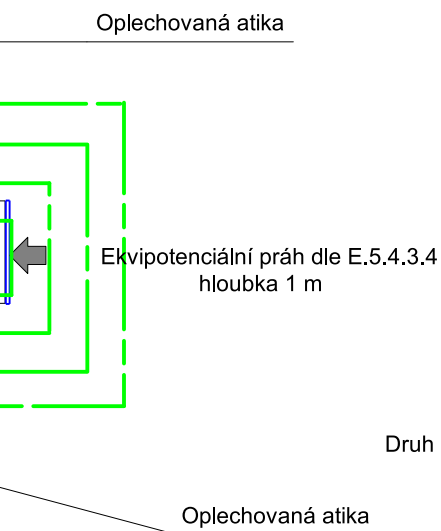 Oplechovaná atika
Ekvipotenciální práh dle E.5.4.3.4
hloubka 1 m
Druh
Oplechovaná atika